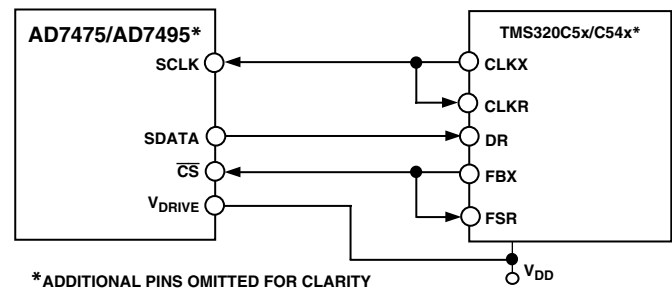 AD7475/AD7495*
SCLK
SDATA
CS
VDRIVE
TMS320C5x/C54x*
CLKX
CLKR
DR
FBX
FSR
VDD
*ADDITIONAL PINS OMITTED FOR CLARITY